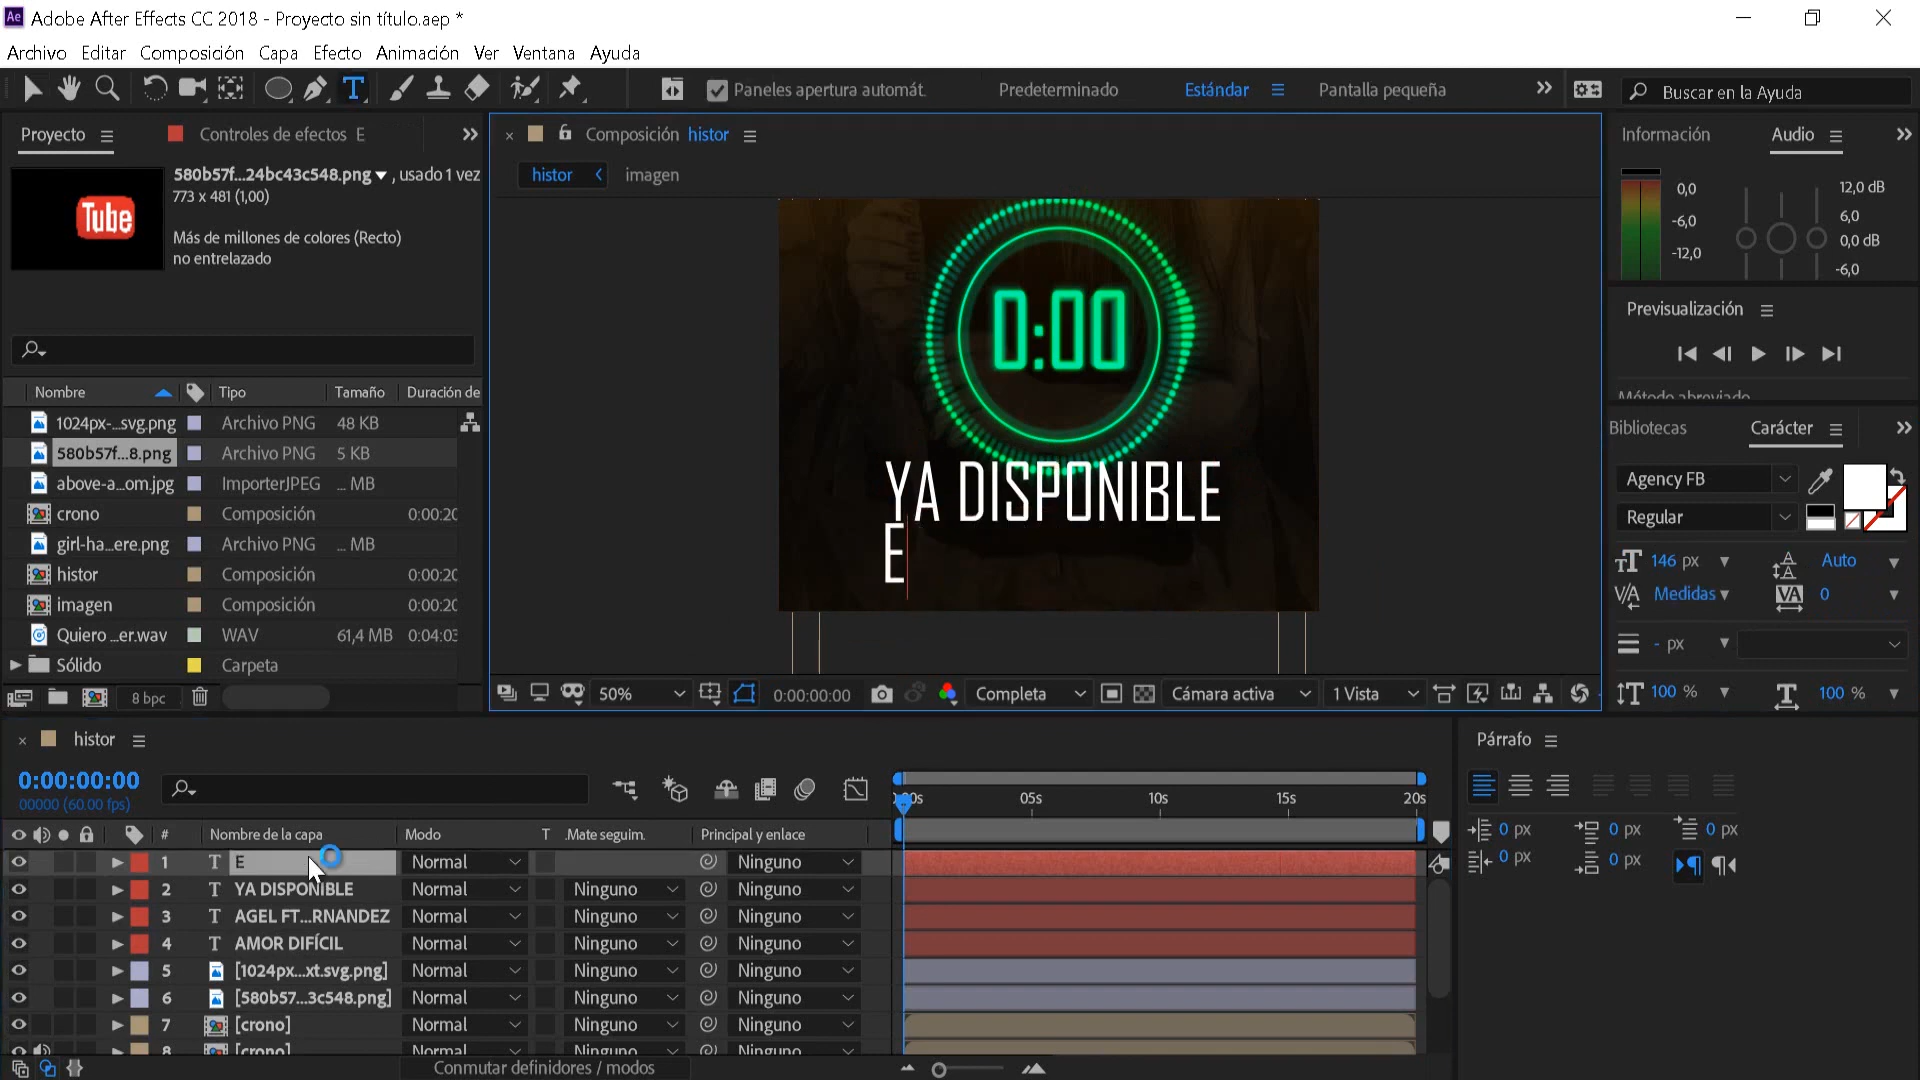 Ae Adobe After Effects CC 2018 - Proyecto sin título.aep *
Archivo Editar Composición Capa Efecto Animación Ver Ventana Ayuda
Paneles apertura automát. Predeterminado Estándar Pantalla pequeña Buscar en la Ayuda
Proyecto Controles de efectos E
Composición histor
Información Audio
580b57f...24bc43c548.png , usado 1 vez
773 x 481 (1,00)
Más de millones de colores (Recto)
no entrelazado
Tube
histor imagen
0,0
-6,0
-12,0
12,0 dB
6,0
0,0 dB
-6,0
0:00
YA DISPONIBLE
E
Previsualización
Método abreviado
Nombre Tipo Tamaño Duración de
1024px-...svg.png Archivo PNG 48 KB
580b57f...8.png Archivo PNG 5 KB
above-a...om.jpg ImporterJPEG ... MB
crono Composición 0:00:20
girl-ha...ere.png Archivo PNG ... MB
histor Composición 0:00:20
imagen Composición 0:00:20
Quiero ...er.wav WAV 61,4 MB 0:04:03
Sólido Carpeta
8 bpc
50% 0:00:00:00 Completa Cámara activa 1 Vista
Bibliotecas Carácter
Agency FB
Regular
146 px Auto
Medidas 0
- px
100 % 100 %
histor
0:00:00:00
00000 (60.00 fps)
00s 05s 10s 15s 20s
# Nombre de la capa Modo T .Mate seguim. Principal y enlace
1 T E Normal Ninguno
2 T YA DISPONIBLE Normal Ninguno Ninguno
3 T AGEL FT...RNANDEZ Normal Ninguno Ninguno
4 T AMOR DIFÍCIL Normal Ninguno Ninguno
5 [1024px...xt.svg.png] Normal Ninguno Ninguno
6 [580b57...3c548.png] Normal Ninguno Ninguno
7 [crono] Normal Ninguno Ninguno
8 [crono] Normal Ninguno Ninguno
Conmutar definidores / modos
Párrafo
0 px 0 px 0 px
0 px 0 px